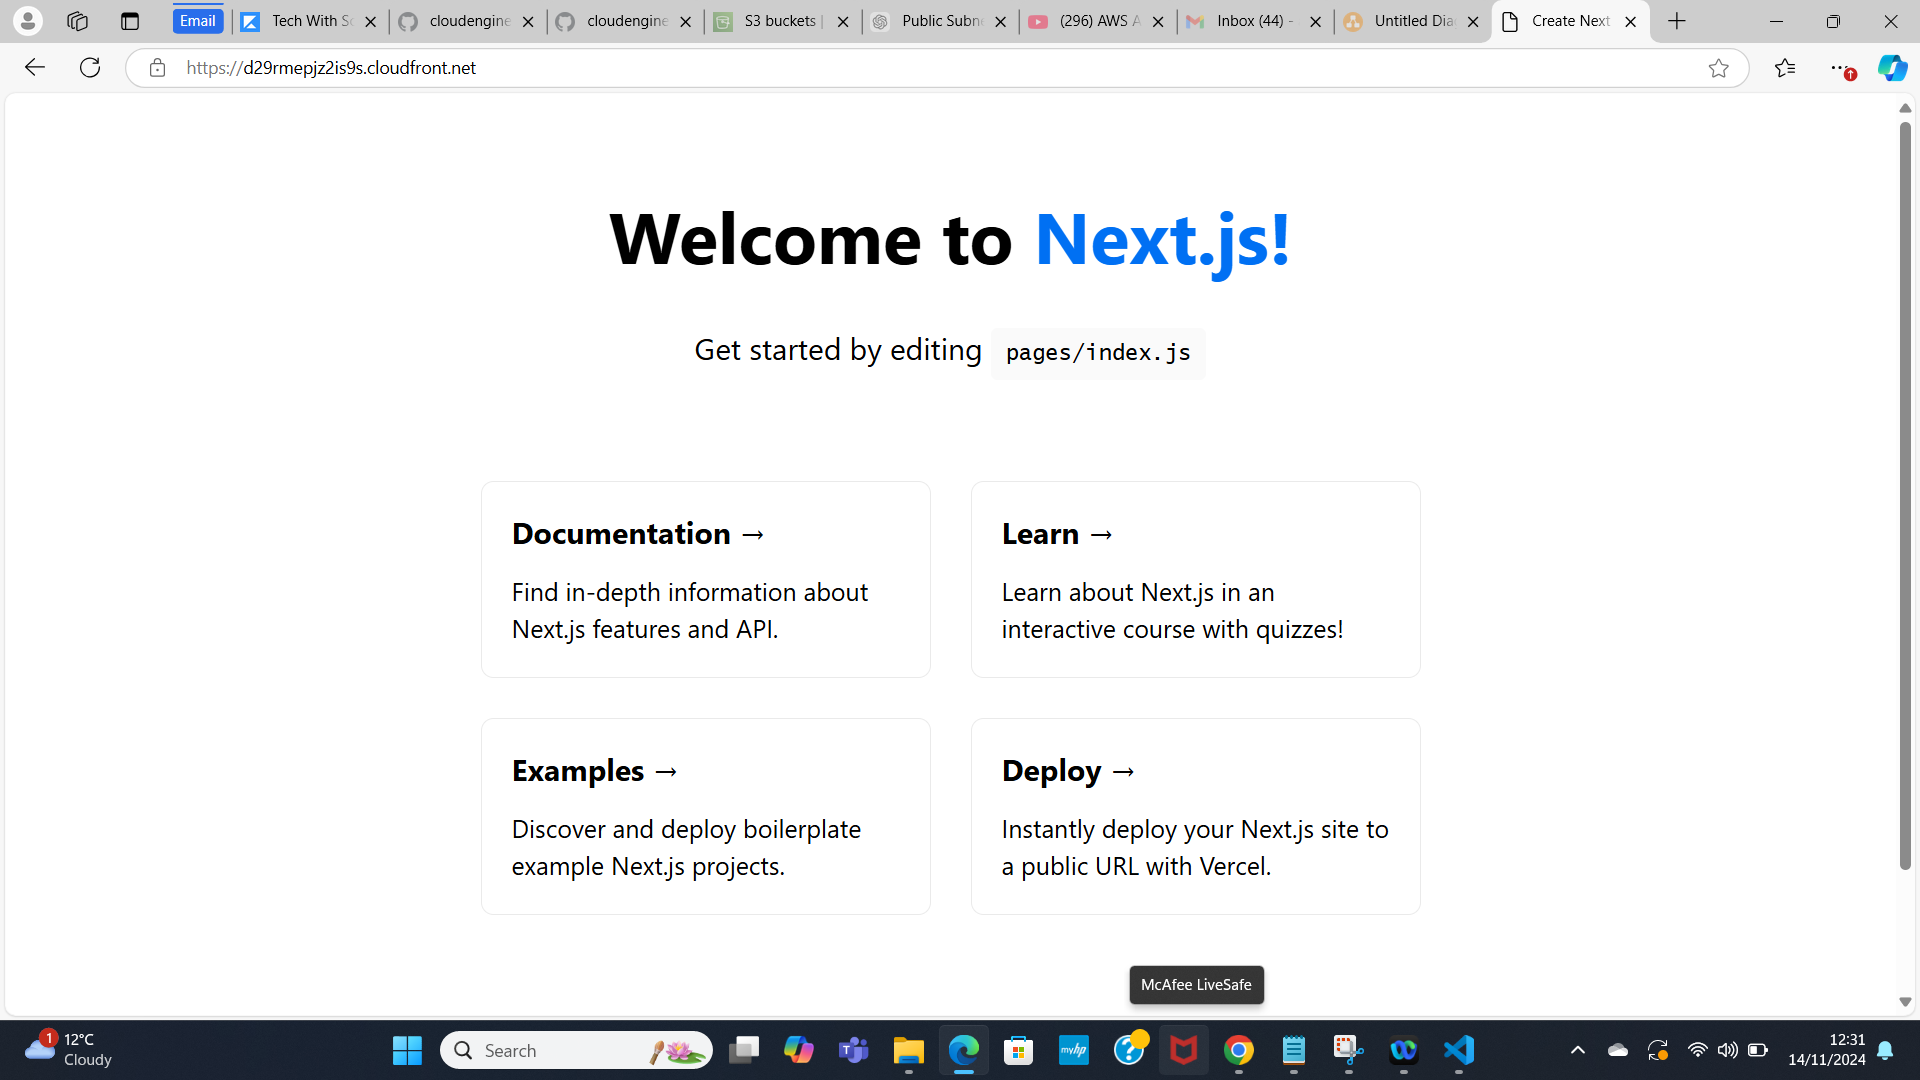 Email
Tech With So
cloudengine
cloudengine
S3 buckets |
Public Subne
(296) AWS A
Inbox (44) -
Untitled Dia
Create Next
https://d29rmepjz2is9s.cloudfront.net
Welcome to Next.js!
Get started by editing pages/index.js
Documentation →
Find in-depth information about
Next.js features and API.
Learn →
Learn about Next.js in an
interactive course with quizzes!
Examples →
Discover and deploy boilerplate
example Next.js projects.
Deploy →
Instantly deploy your Next.js site to
a public URL with Vercel.
McAfee LiveSafe
1
12°C
Cloudy
Search
myhp
12:31
14/11/2024